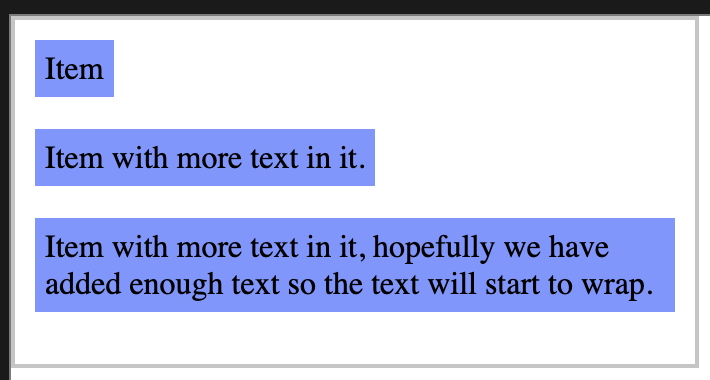 Item
Item with more text in it.
Item with more text in it, hopefully we have
added enough text so the text will start to wrap.